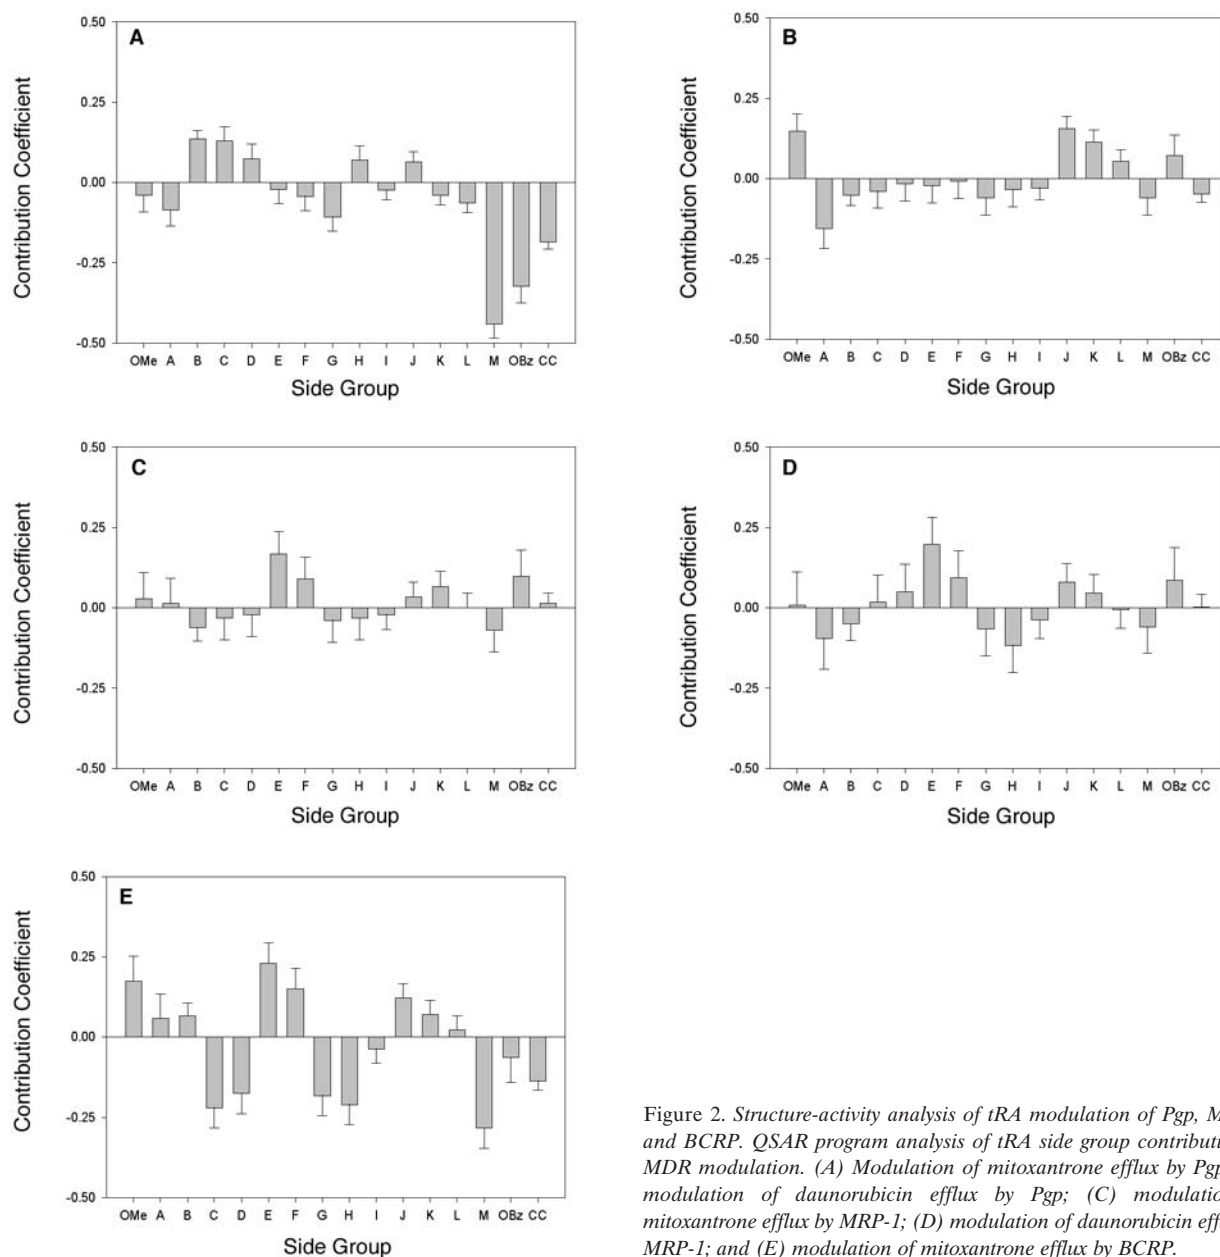 A
0.50
0.25
0.00
-0.25
-0.50
Contribution Coefficient
OMe A B C D E F G H I J K L M OBz CC
Side Group
B
0.50
0.25
0.00
-0.25
-0.50
Contribution Coefficient
OMe A B C D E F G H I J K L M OBz CC
Side Group
C
0.50
0.25
0.00
-0.25
-0.50
Contribution Coefficient
OMe A B C D E F G H I J K L M OBz CC
Side Group
D
0.50
0.25
0.00
-0.25
-0.50
Contribution Coefficient
OMe A B C D E F G H I J K L M OBz CC
Side Group
E
0.50
0.25
0.00
-0.25
-0.50
Contribution Coefficient
OMe A B C D E F G H I J K L M OBz CC
Side Group
Figure 2. Structure-activity analysis of tRA modulation of Pgp, M
and BCRP. QSAR program analysis of tRA side group contributi
MDR modulation. (A) Modulation of mitoxantrone efflux by Pgp
modulation of daunorubicin efflux by Pgp; (C) modulation
mitoxantrone efflux by MRP-1; (D) modulation of daunorubicin effl
MRP-1; and (E) modulation of mitoxantrone efflux by BCRP.